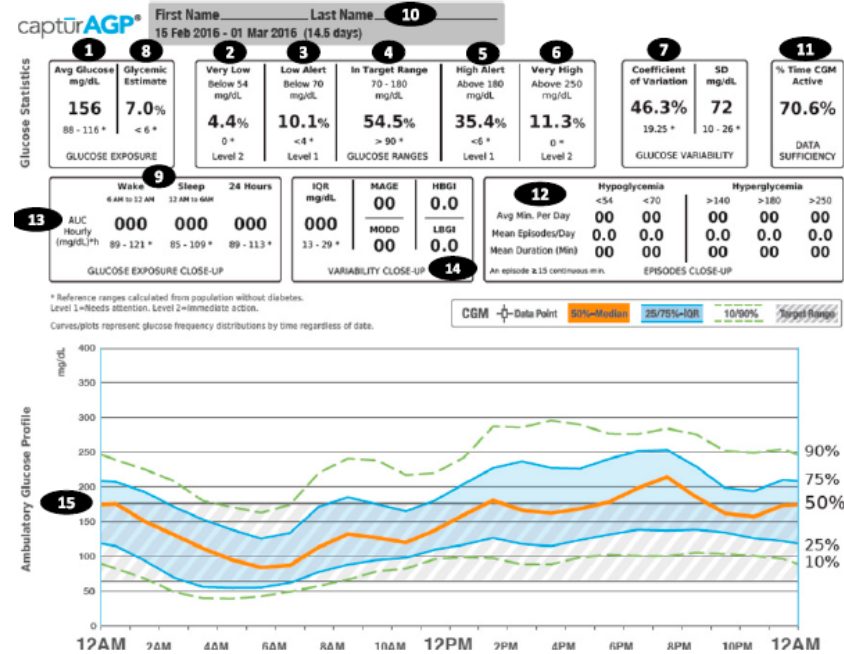 captūrAGP®
First Name Last Name 10
15 Feb 2016 - 01 Mar 2016 (14.5 days)
Glucose Statistics
1 8 2 3 4 5 6 7 11
Avg Glucose mg/dL
156
88 - 116 *
Glycemic Estimate
7.0%
< 6 *
GLUCOSE EXPOSURE
Very Low
Below 54
mg/dL
4.4%
0 *
Level 2
Low Alert
Below 70
mg/dL
10.1%
<4 *
Level 1
In Target Range
70 - 180
mg/dL
54.5%
> 90 *
GLUCOSE RANGES
High Alert
Above 180
mg/dL
35.4%
<6 *
Level 1
Very High
Above 250
mg/dL
11.3%
0 *
Level 2
Coefficient
of Variation
46.3%
19.25 *
SD
mg/dL
72
10 - 26 *
GLUCOSE VARIABILITY
% Time CGM
Active
70.6%
DATA
SUFFICIENCY
9
13
Wake Sleep 24 Hours
6 AM to 12 AM 12 AM to 6AM
AUC
Hourly
(mg/dL)*h
000 000 000
89 - 121 * 85 - 109 * 89 - 113 *
GLUCOSE EXPOSURE CLOSE-UP
IQR
mg/dL
000
13 - 29 *
MAGE
00
MODD
00
HBGI
0.0
LBGI
0.0
VARIABILITY CLOSE-UP 14
12
Hypoglycemia Hyperglycemia
<54 <70 >140 >180 >250
Avg Min. Per Day 00 00 00 00 00
Mean Episodes/Day 0.0 0.0 0.0 0.0 0.0
Mean Duration (Min) 00 00 00 00 00
An episode ≥ 15 continuous min. EPISODES CLOSE-UP
* Reference ranges calculated from population without diabetes.
Level 1=Needs attention. Level 2=Immediate action.
Curves/plots represent glucose frequency distributions by time regardless of date.
CGM Data Point 50%=Median 25/75%=IQR 10/90% Target Range
Ambulatory Glucose Profile
15
mg/dL
400
350
300
250
200
150
100
50
0
90%
75%
50%
25%
10%
12AM 2AM 4AM 6AM 8AM 10AM 12PM 2PM 4PM 6PM 8PM 10PM 12AM